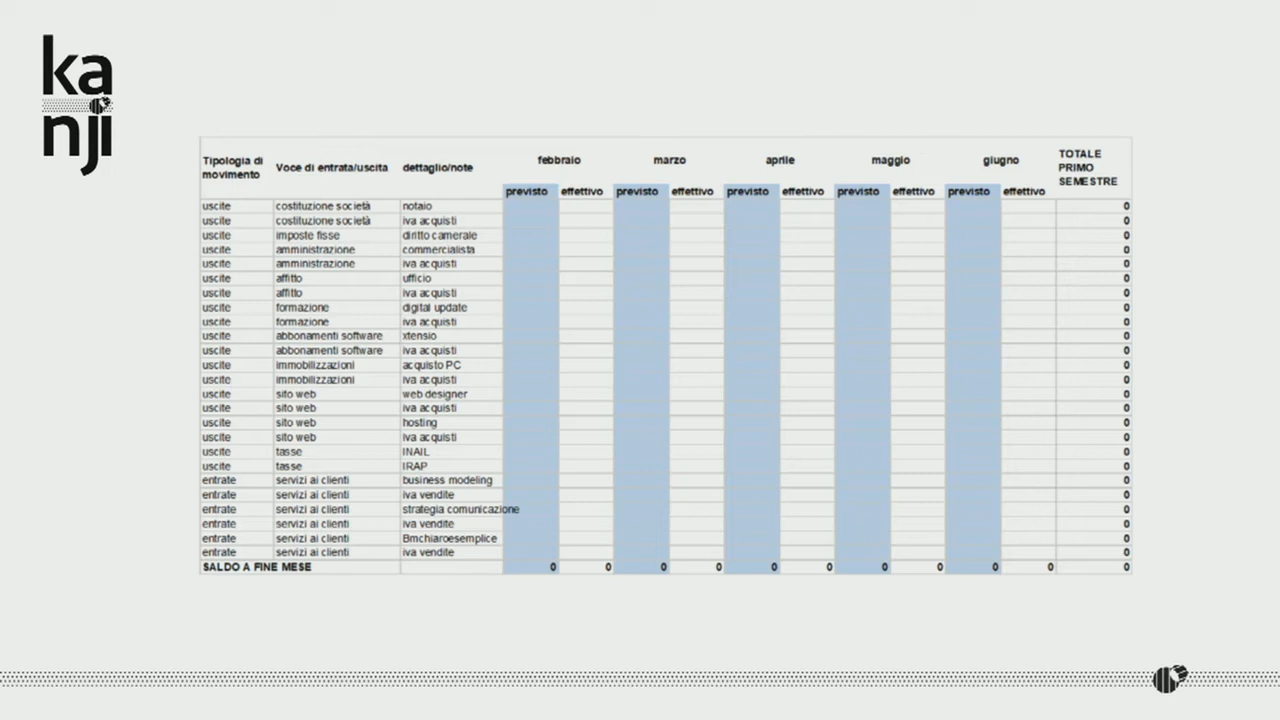 ka
nji
Tipologia di movimento Voce di entrata/uscita dettaglio/note febbraio marzo aprile maggio giugno TOTALE PRIMO SEMESTRE
previsto effettivo previsto effettivo previsto effettivo previsto effettivo previsto effettivo
uscite costituzione società notaio 0
uscite costituzione società iva acquisti 0
uscite imposte fisse diritto camerale 0
uscite amministrazione commercialista 0
uscite amministrazione iva acquisti 0
uscite affitto ufficio 0
uscite affitto iva acquisti 0
uscite formazione digital update 0
uscite formazione iva acquisti 0
uscite abbonamenti software xtensio 0
uscite abbonamenti software iva acquisti 0
uscite immobilizzazioni acquisto PC 0
uscite immobilizzazioni iva acquisti 0
uscite sito web web designer 0
uscite sito web iva acquisti 0
uscite sito web hosting 0
uscite sito web iva acquisti 0
uscite tasse INAIL 0
uscite tasse IRAP 0
entrate servizi ai clienti business modeling 0
entrate servizi ai clienti iva vendite 0
entrate servizi ai clienti strategia comunicazione 0
entrate servizi ai clienti iva vendite 0
entrate servizi ai clienti Bmchiaroesemplice 0
entrate servizi ai clienti iva vendite 0
SALDO A FINE MESE 0 0 0 0 0 0 0 0 0 0 0